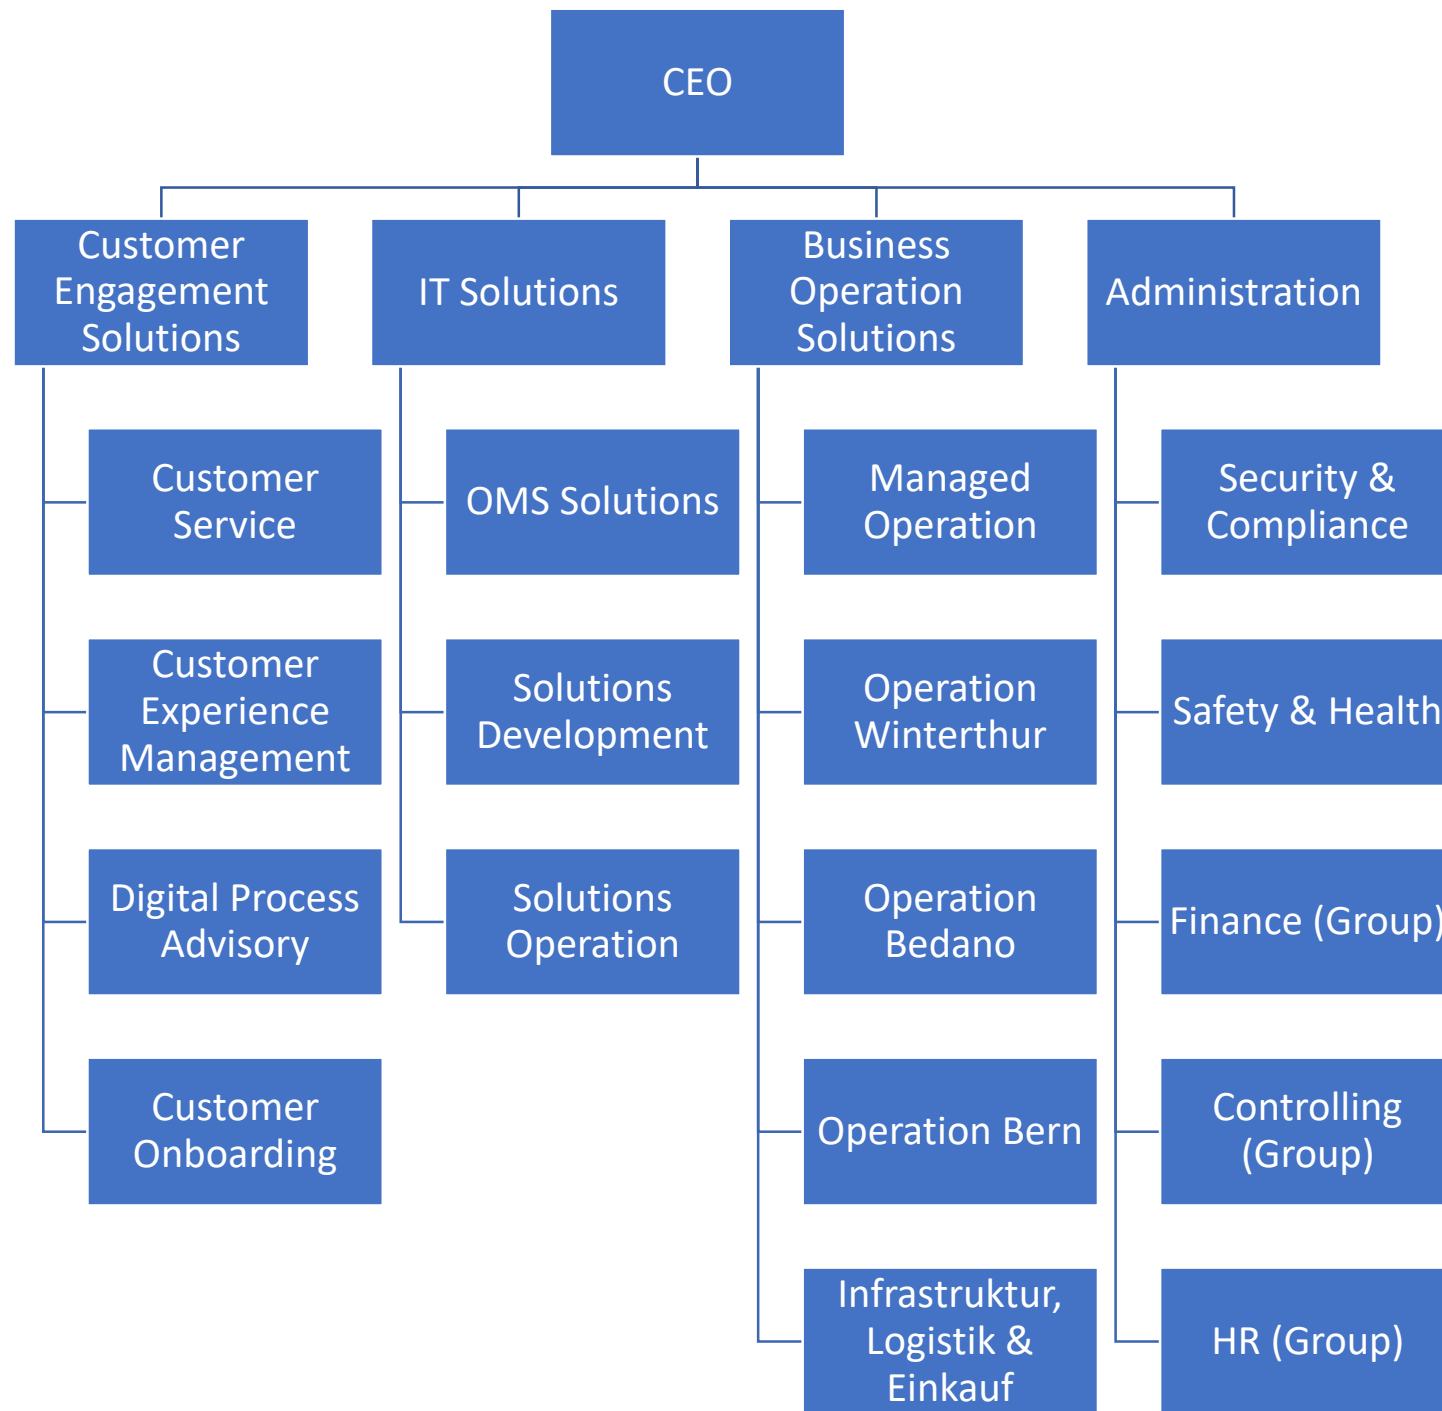 CEO
Customer
Engagement
Solutions
IT Solutions
Business
Operation
Solutions
Administration
Customer
Service
OMS Solutions
Managed
Operation
Security &
Compliance
Customer
Experience
Management
Solutions
Development
Operation
Winterthur
Safety & Health
Digital Process
Advisory
Solutions
Operation
Operation
Bedano
Finance (Group)
Customer
Onboarding
Operation Bern
Controlling
(Group)
Infrastruktur,
Logistik &
Einkauf
HR (Group)